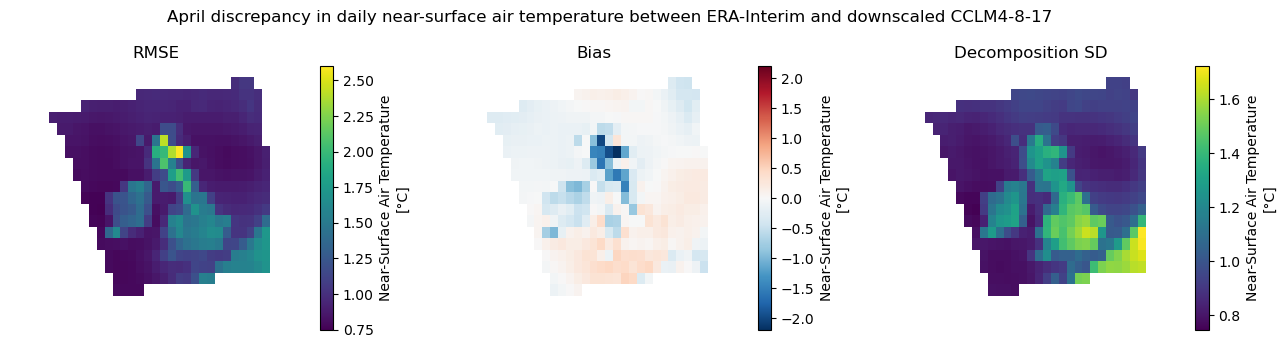 April discrepancy in daily near-surface air temperature between ERA-Interim and downscaled CCLM4-8-17
RMSE
2.50
2.25
2.00
1.75
1.50
1.25
1.00
0.75
Near-Surface Air Temperature
[°C]
Bias
2.0
1.5
1.0
0.5
0.0
−0.5
−1.0
−1.5
−2.0
Near-Surface Air Temperature
[°C]
Decomposition SD
1.6
1.4
1.2
1.0
0.8
Near-Surface Air Temperature
[°C]